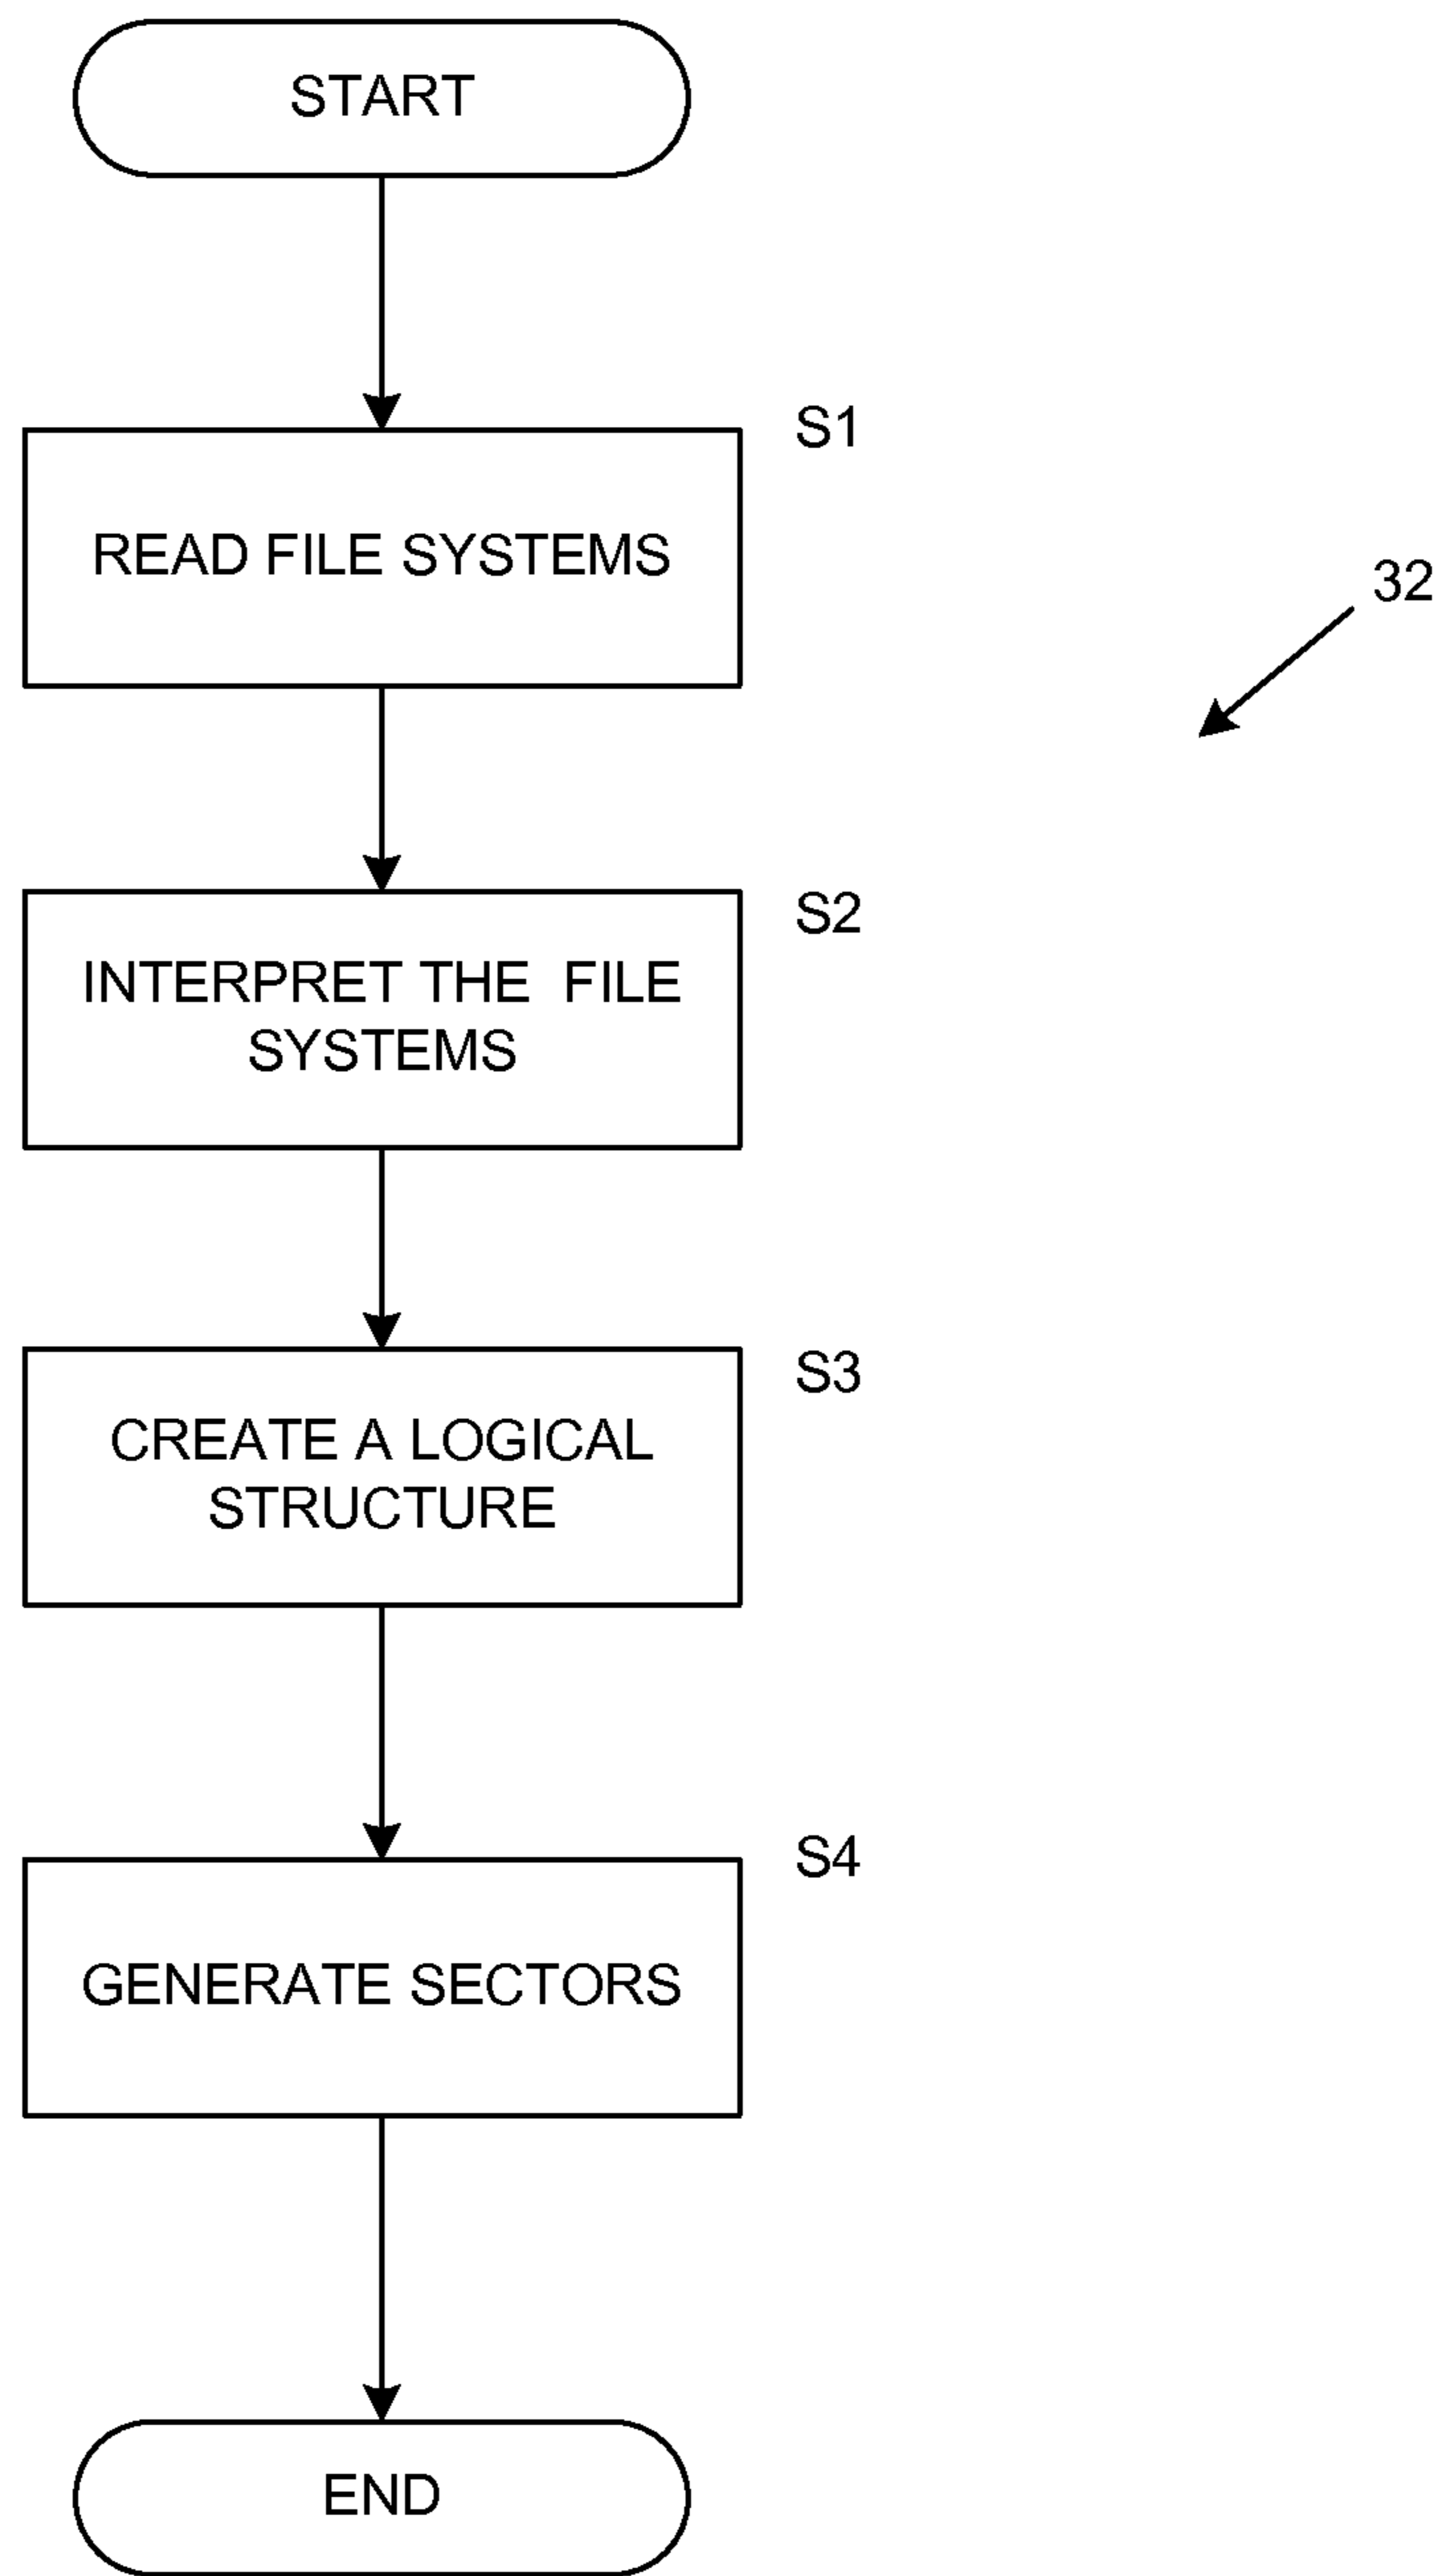 START
S1
READ FILE SYSTEMS
32
S2
INTERPRET THE  FILE
SYSTEMS
S3
CREATE A LOGICAL
STRUCTURE
S4
GENERATE SECTORS
END